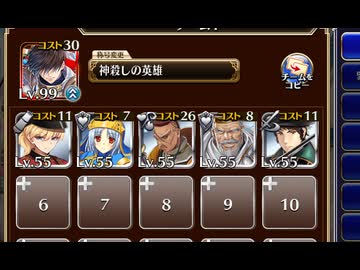 コスト30
称号変更
神殺しの英雄
チームを
コピー
Lv.99
コスト11
コスト7
コスト26
コスト8
コスト11
Lv.55
Lv.55
Lv.55
Lv.55
Lv.55
6
7
8
9
10